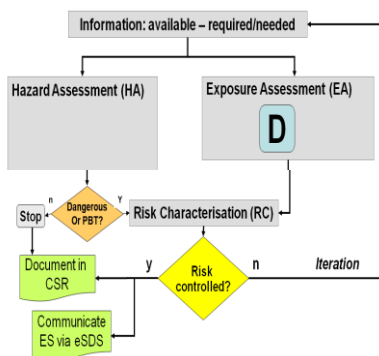 Information: available – required/needed
Hazard Assessment (HA)
Exposure Assessment (EA)
D
n
Dangerous
Or PBT?
Y
Stop
Risk Characterisation (RC)
Document in
CSR
y
Risk
controlled?
n
Iteration
Communicate
ES via eSDS